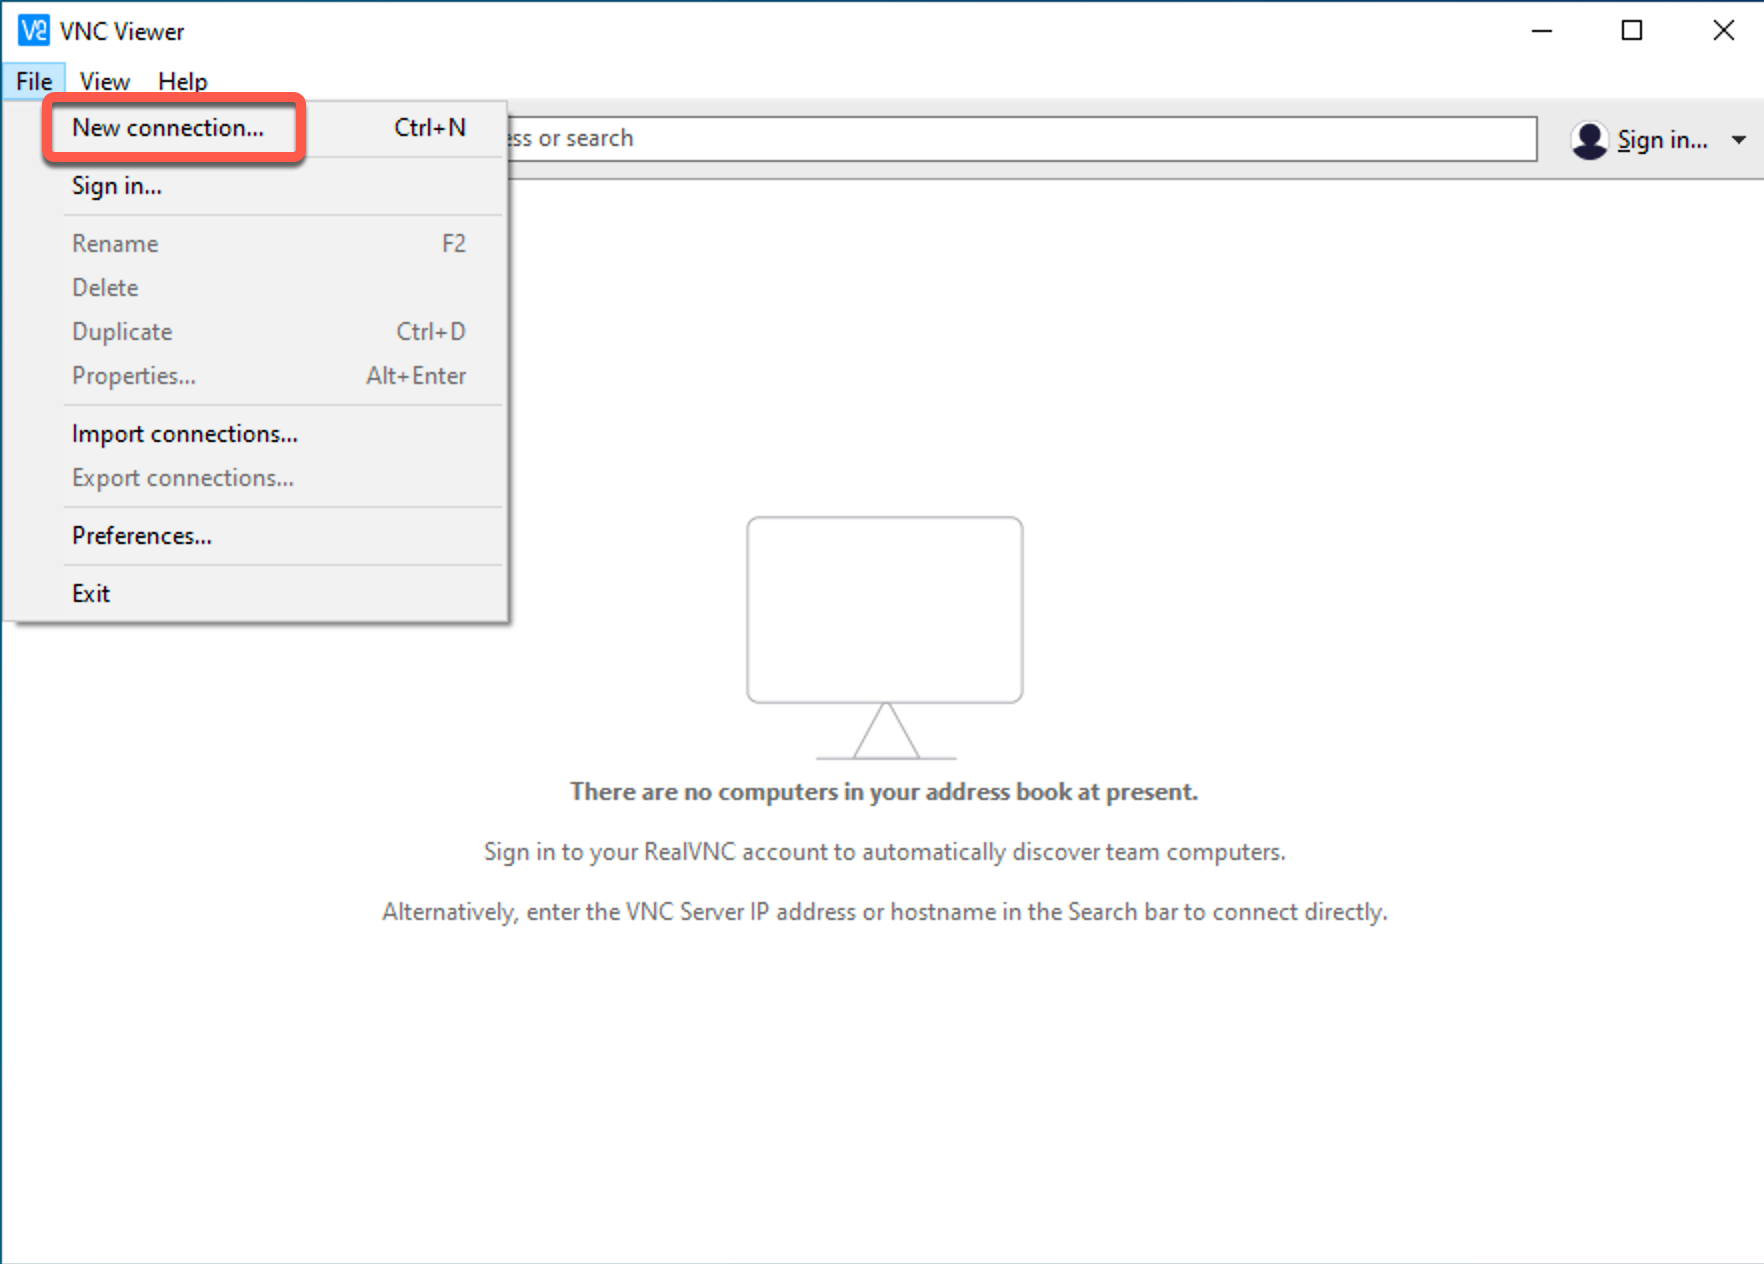 VNC Viewer
File View Help
New connection... Ctrl+N
or search
Sign in...
Sign in...
Rename F2
Delete
Duplicate Ctrl+D
Properties... Alt+Enter
Import connections...
Export connections...
Preferences...
Exit
There are no computers in your address book at present.
Sign in to your RealVNC account to automatically discover team computers.
Alternatively, enter the VNC Server IP address or hostname in the Search bar to connect directly.